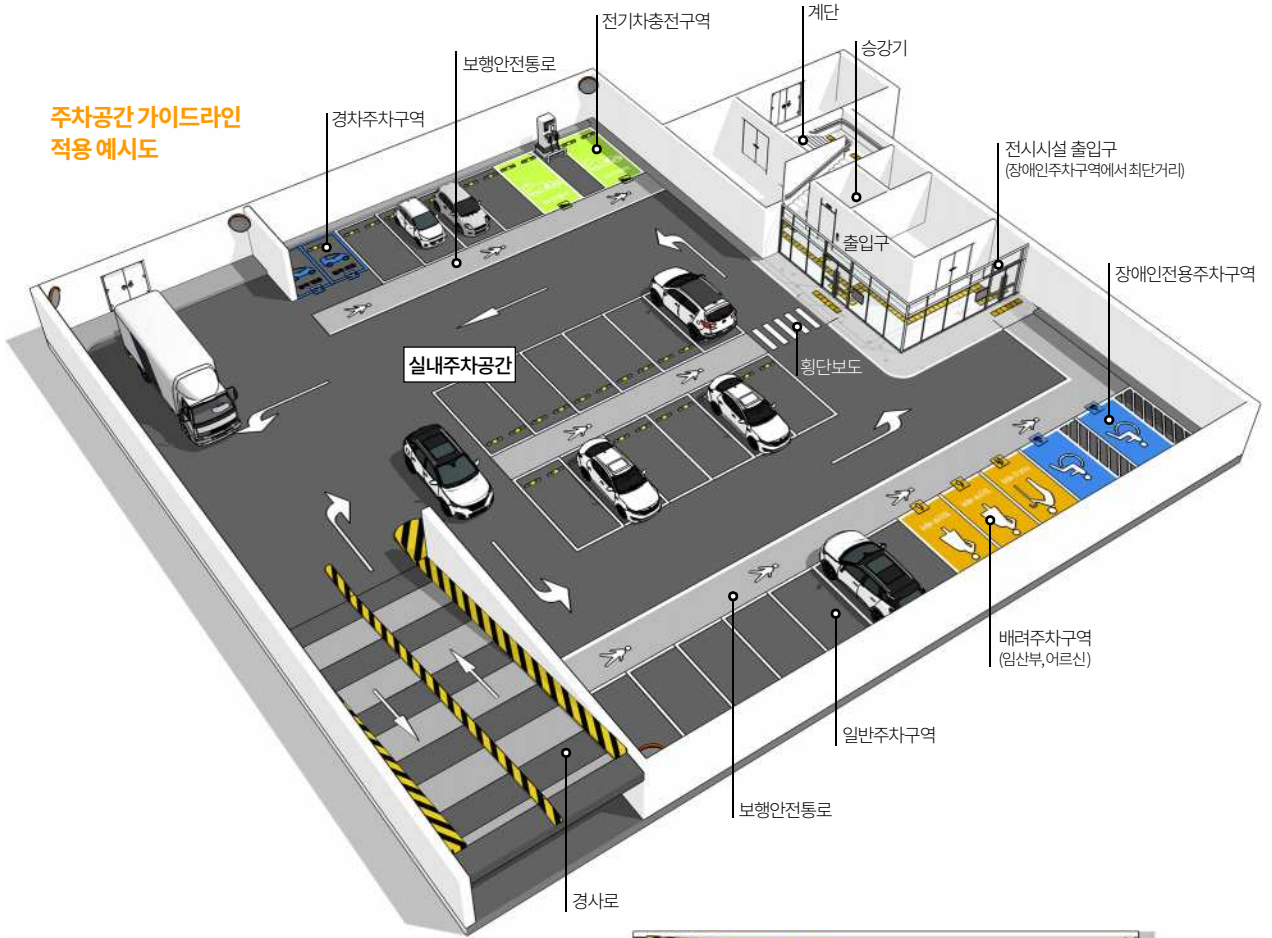 주차공간 가이드라인
적용 예시도
전기차충전구역
계단
보행안전통로
승강기
경차주차구역
전시시설 출입구
(장애인주차구역에서 최단거리)
출입구
장애인전용주차구역
실내주차공간
횡단보도
배려주차구역
(임산부, 어르신)
일반주차구역
보행안전통로
경사로